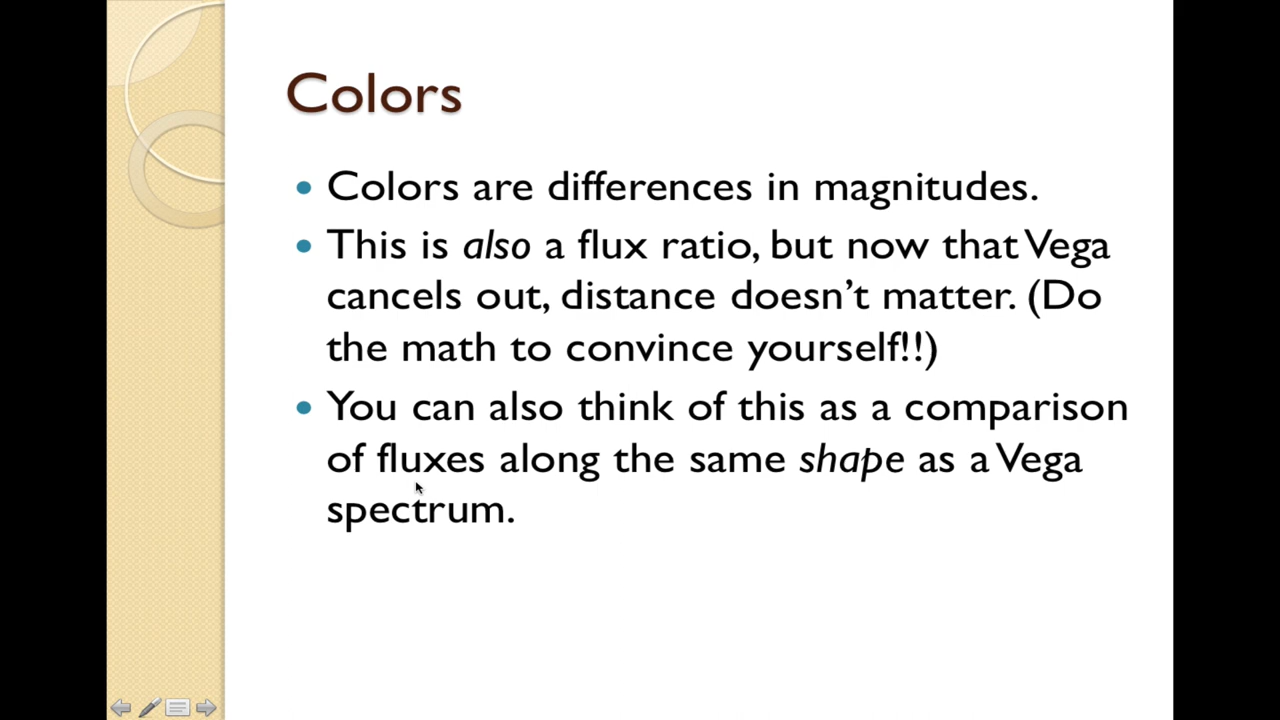 Colors
• Colors are differences in magnitudes.
• This is also a flux ratio, but now that Vega
cancels out, distance doesn’t matter. (Do
the math to convince yourself!!)
• You can also think of this as a comparison
of fluxes along the same shape as a Vega
spectrum.